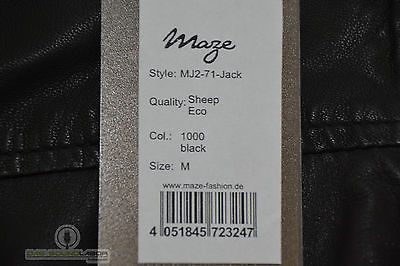 maze
Style: MJ2-71-Jack
Quality: Sheep
Eco
Col.: 1000
black
Size: M
www.maze-fashion.de
4 051845 723247